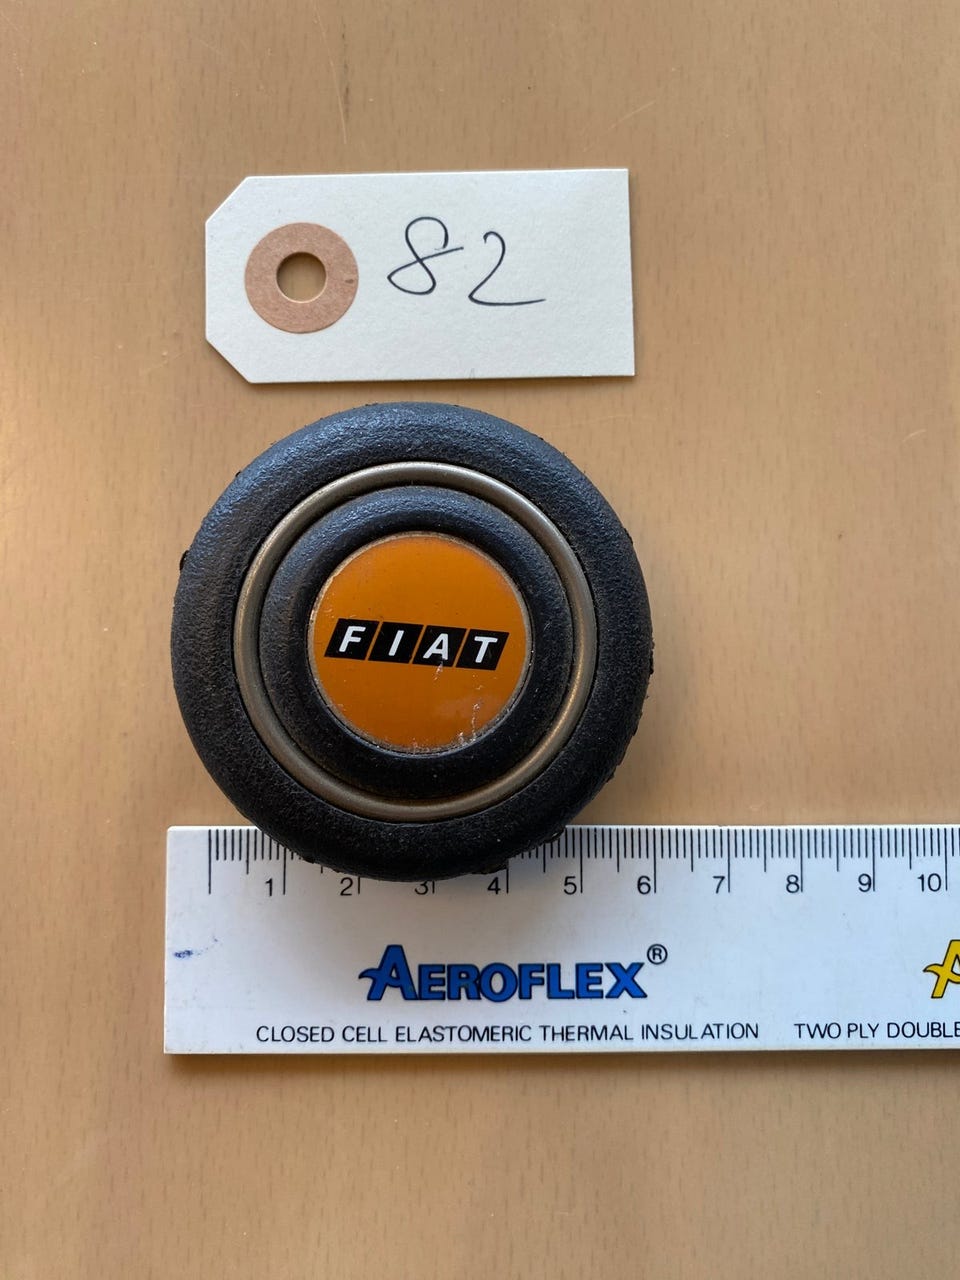 82
FIAT
1 2 3 4 5 6 7 8 9 10
AEROFLEX®
CLOSED CELL ELASTOMERIC THERMAL INSULATION TWO PLY DOUBLE